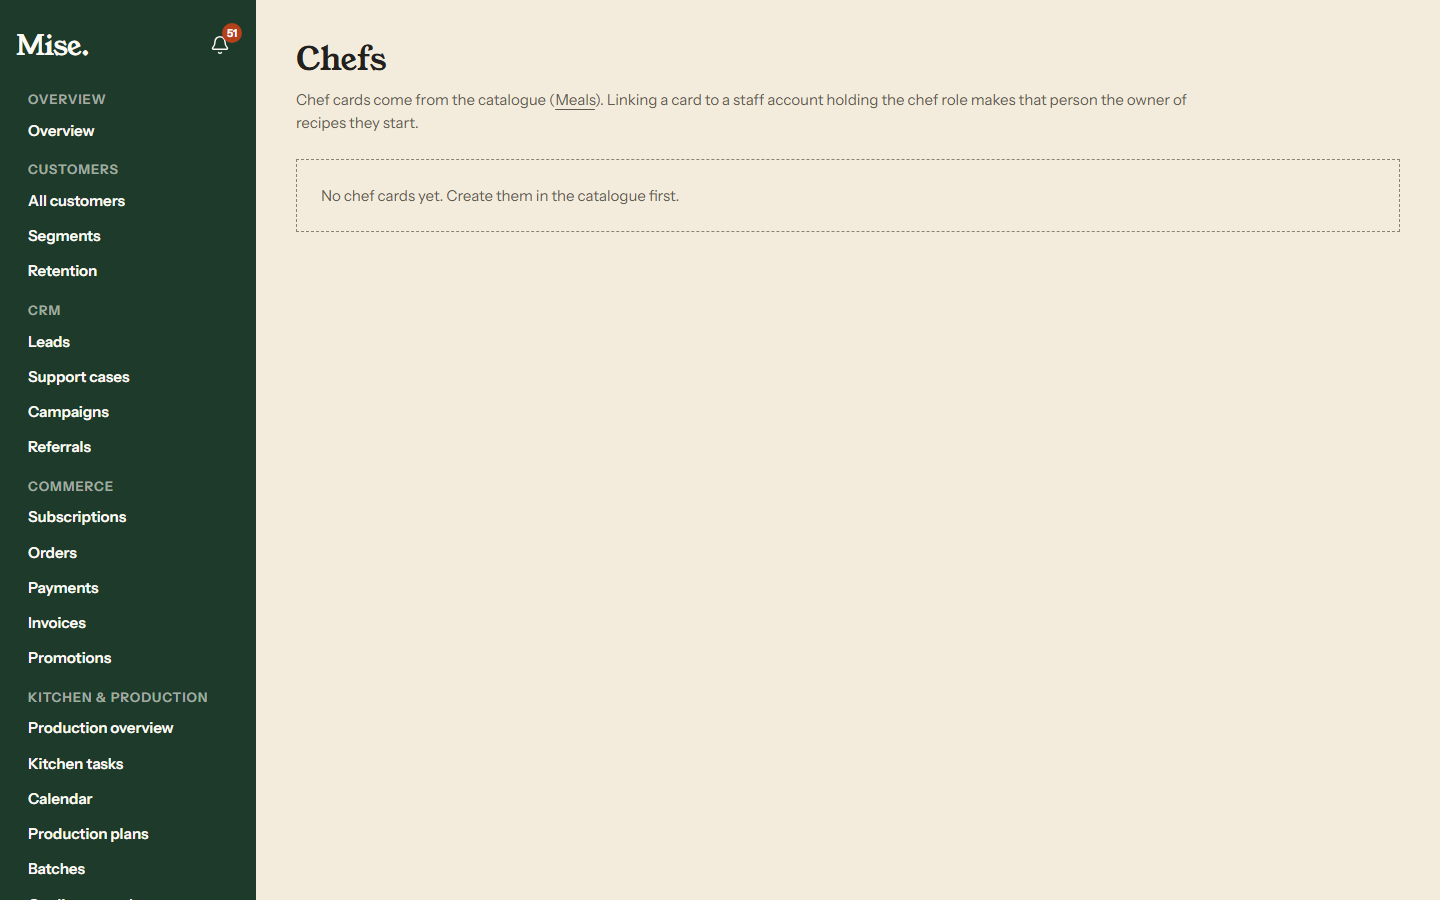 Mise.
51
OVERVIEW
Overview
CUSTOMERS
All customers
Segments
Retention
CRM
Leads
Support cases
Campaigns
Referrals
COMMERCE
Subscriptions
Orders
Payments
Invoices
Promotions
KITCHEN & PRODUCTION
Production overview
Kitchen tasks
Calendar
Production plans
Batches
Chefs
Chef cards come from the catalogue (Meals). Linking a card to a staff account holding the chef role makes that person the owner of
recipes they start.
No chef cards yet. Create them in the catalogue first.